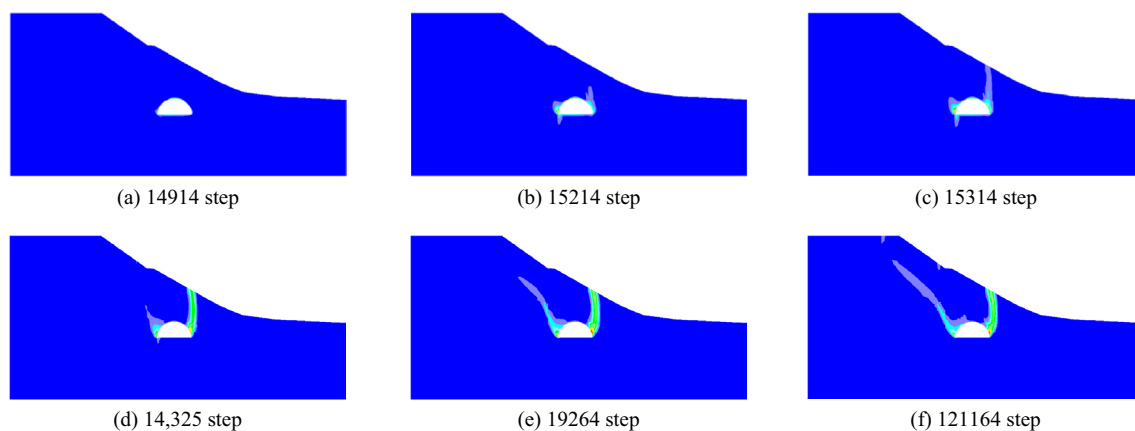 (a) 14914 step
(b) 15214 step
(c) 15314 step
(d) 14,325 step
(e) 19264 step
(f) 121164 step